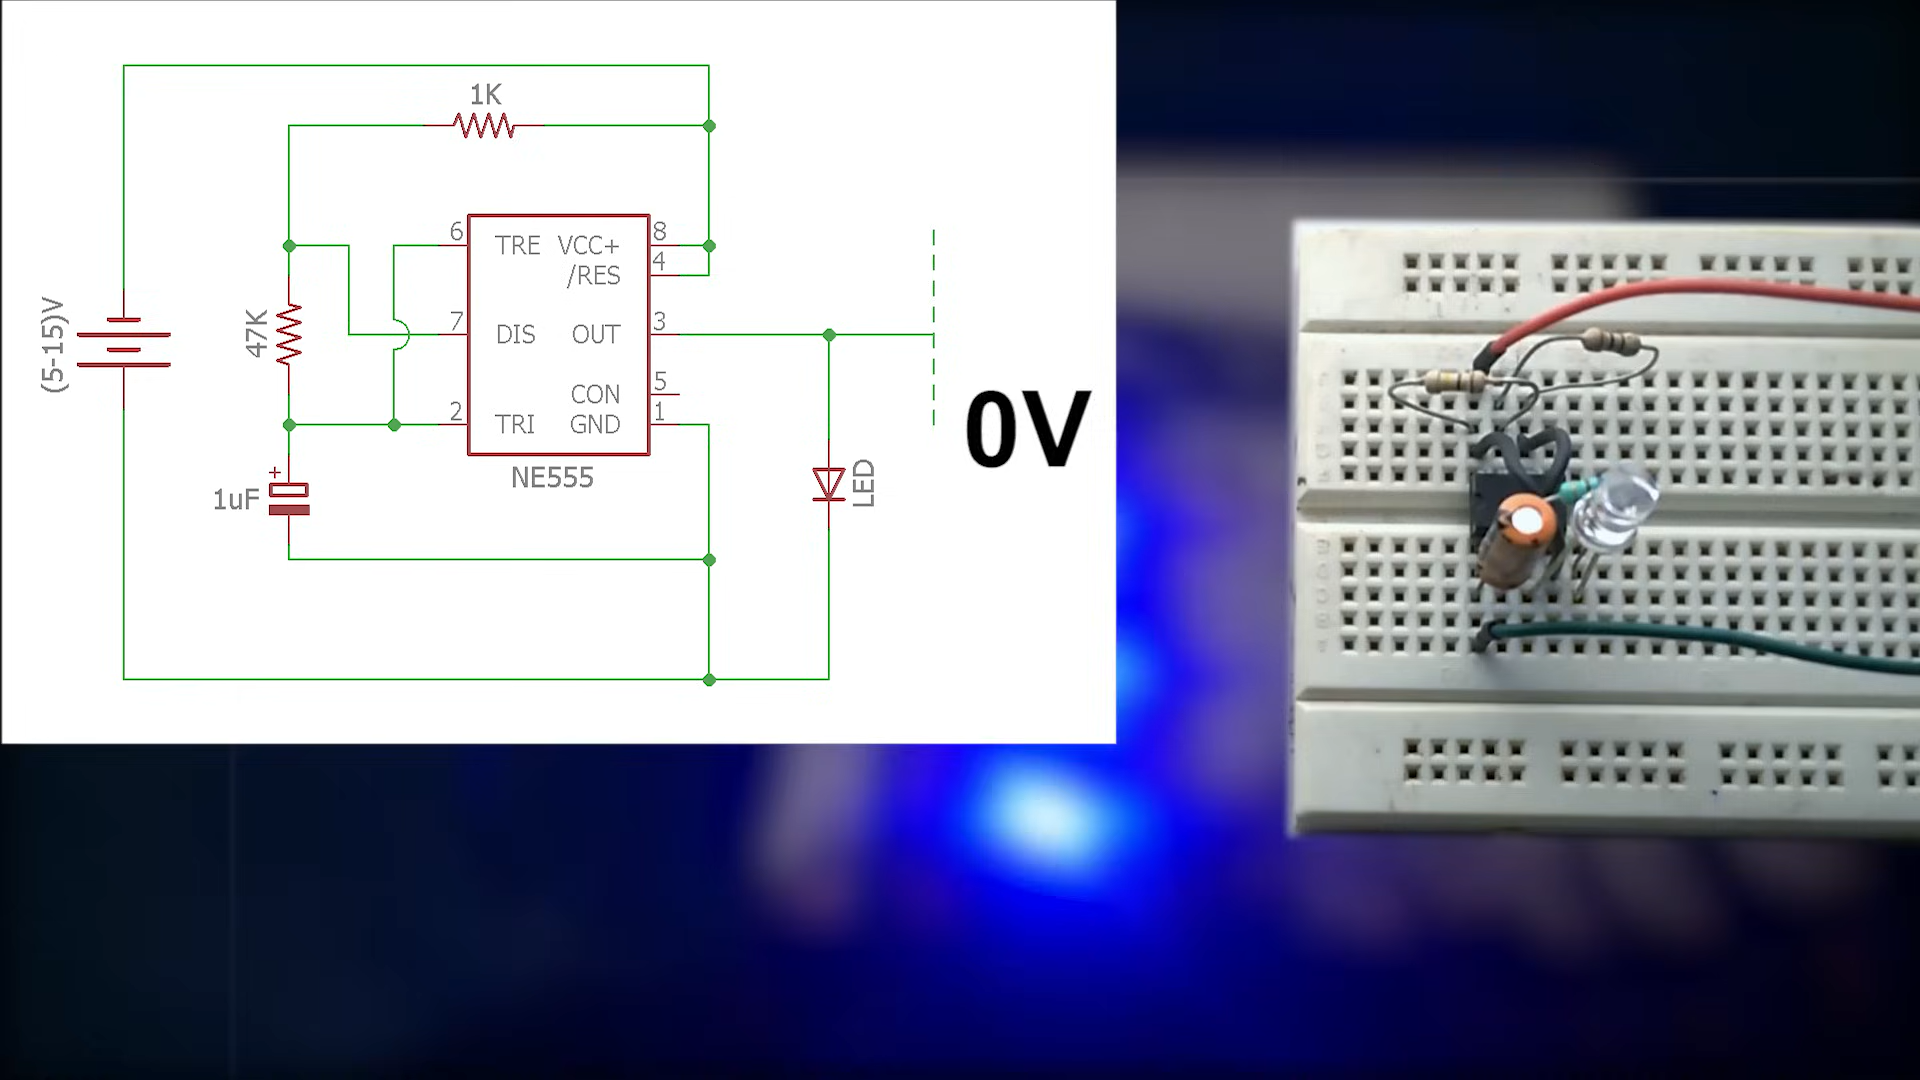 1K
(5-15)V
47K
1uF
+
6
7
2
TRE VCC+
/RES
DIS OUT
CON
TRI GND
8
4
3
5
1
NE555
LED
0V